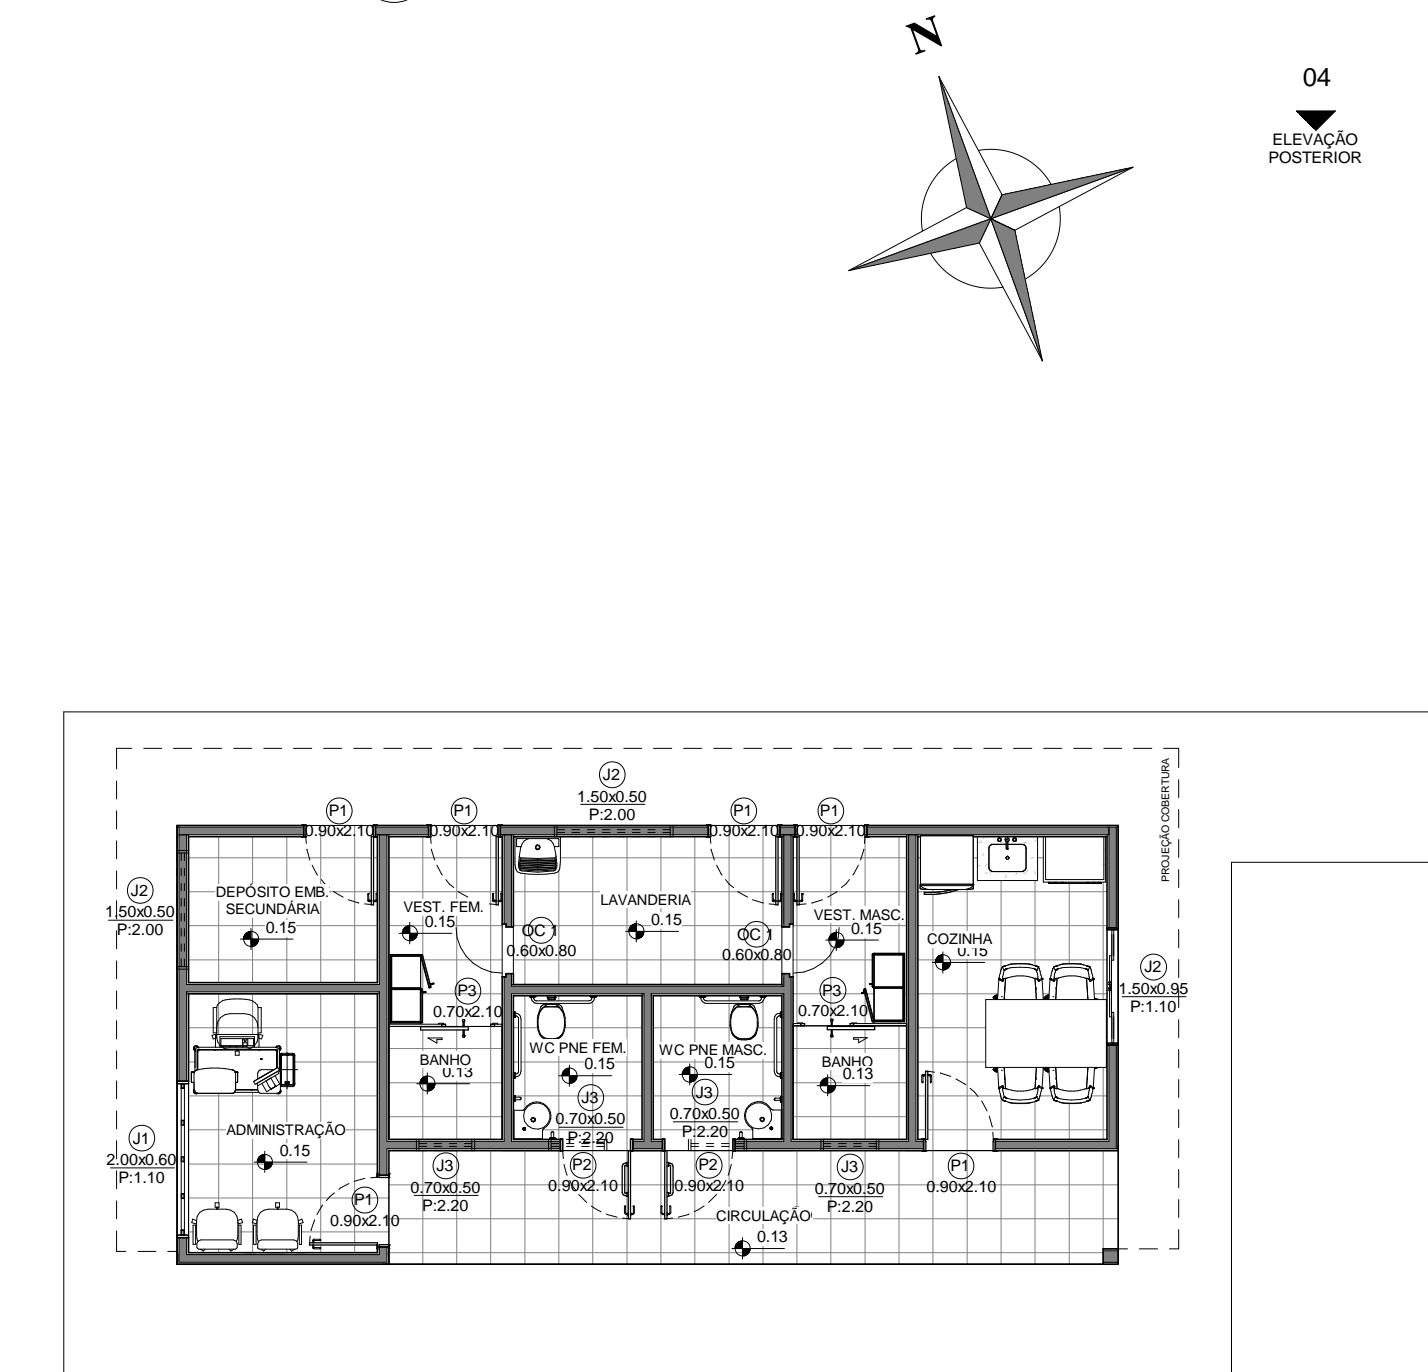 N
04
ELEVAÇÃO
POSTERIOR
PROJEÇÃO COBERTURA
J2
1.50x0.50
P:2.00
P1
0.90x2.10
P1
0.90x2.10
P1
0.90x2.10
P1
0.90x2.10
J2
1.50x0.50
P:2.00
DEPÓSITO EMB.
SECUNDÁRIA
0.15
VEST. FEM.
0.15
OC 1
0.60x0.80
LAVANDERIA
0.15
OC 1
0.60x0.80
VEST. MASC.
0.15
COZINHA
0.15
J2
1.50x0.95
P:1.10
P3
0.70x2.10
P3
0.70x2.10
BANHO
0.13
WC PNE FEM.
0.15
J3
0.70x0.50
P:2.20
WC PNE MASC.
0.15
J3
0.70x0.50
P:2.20
BANHO
0.13
J1
2.00x0.60
P:1.10
ADMINISTRAÇÃO
0.15
P1
0.90x2.10
J3
0.70x0.50
P:2.20
P2
0.90x2.10
P2
0.90x2.10
J3
0.70x0.50
P:2.20
P1
0.90x2.10
CIRCULAÇÃO
0.13